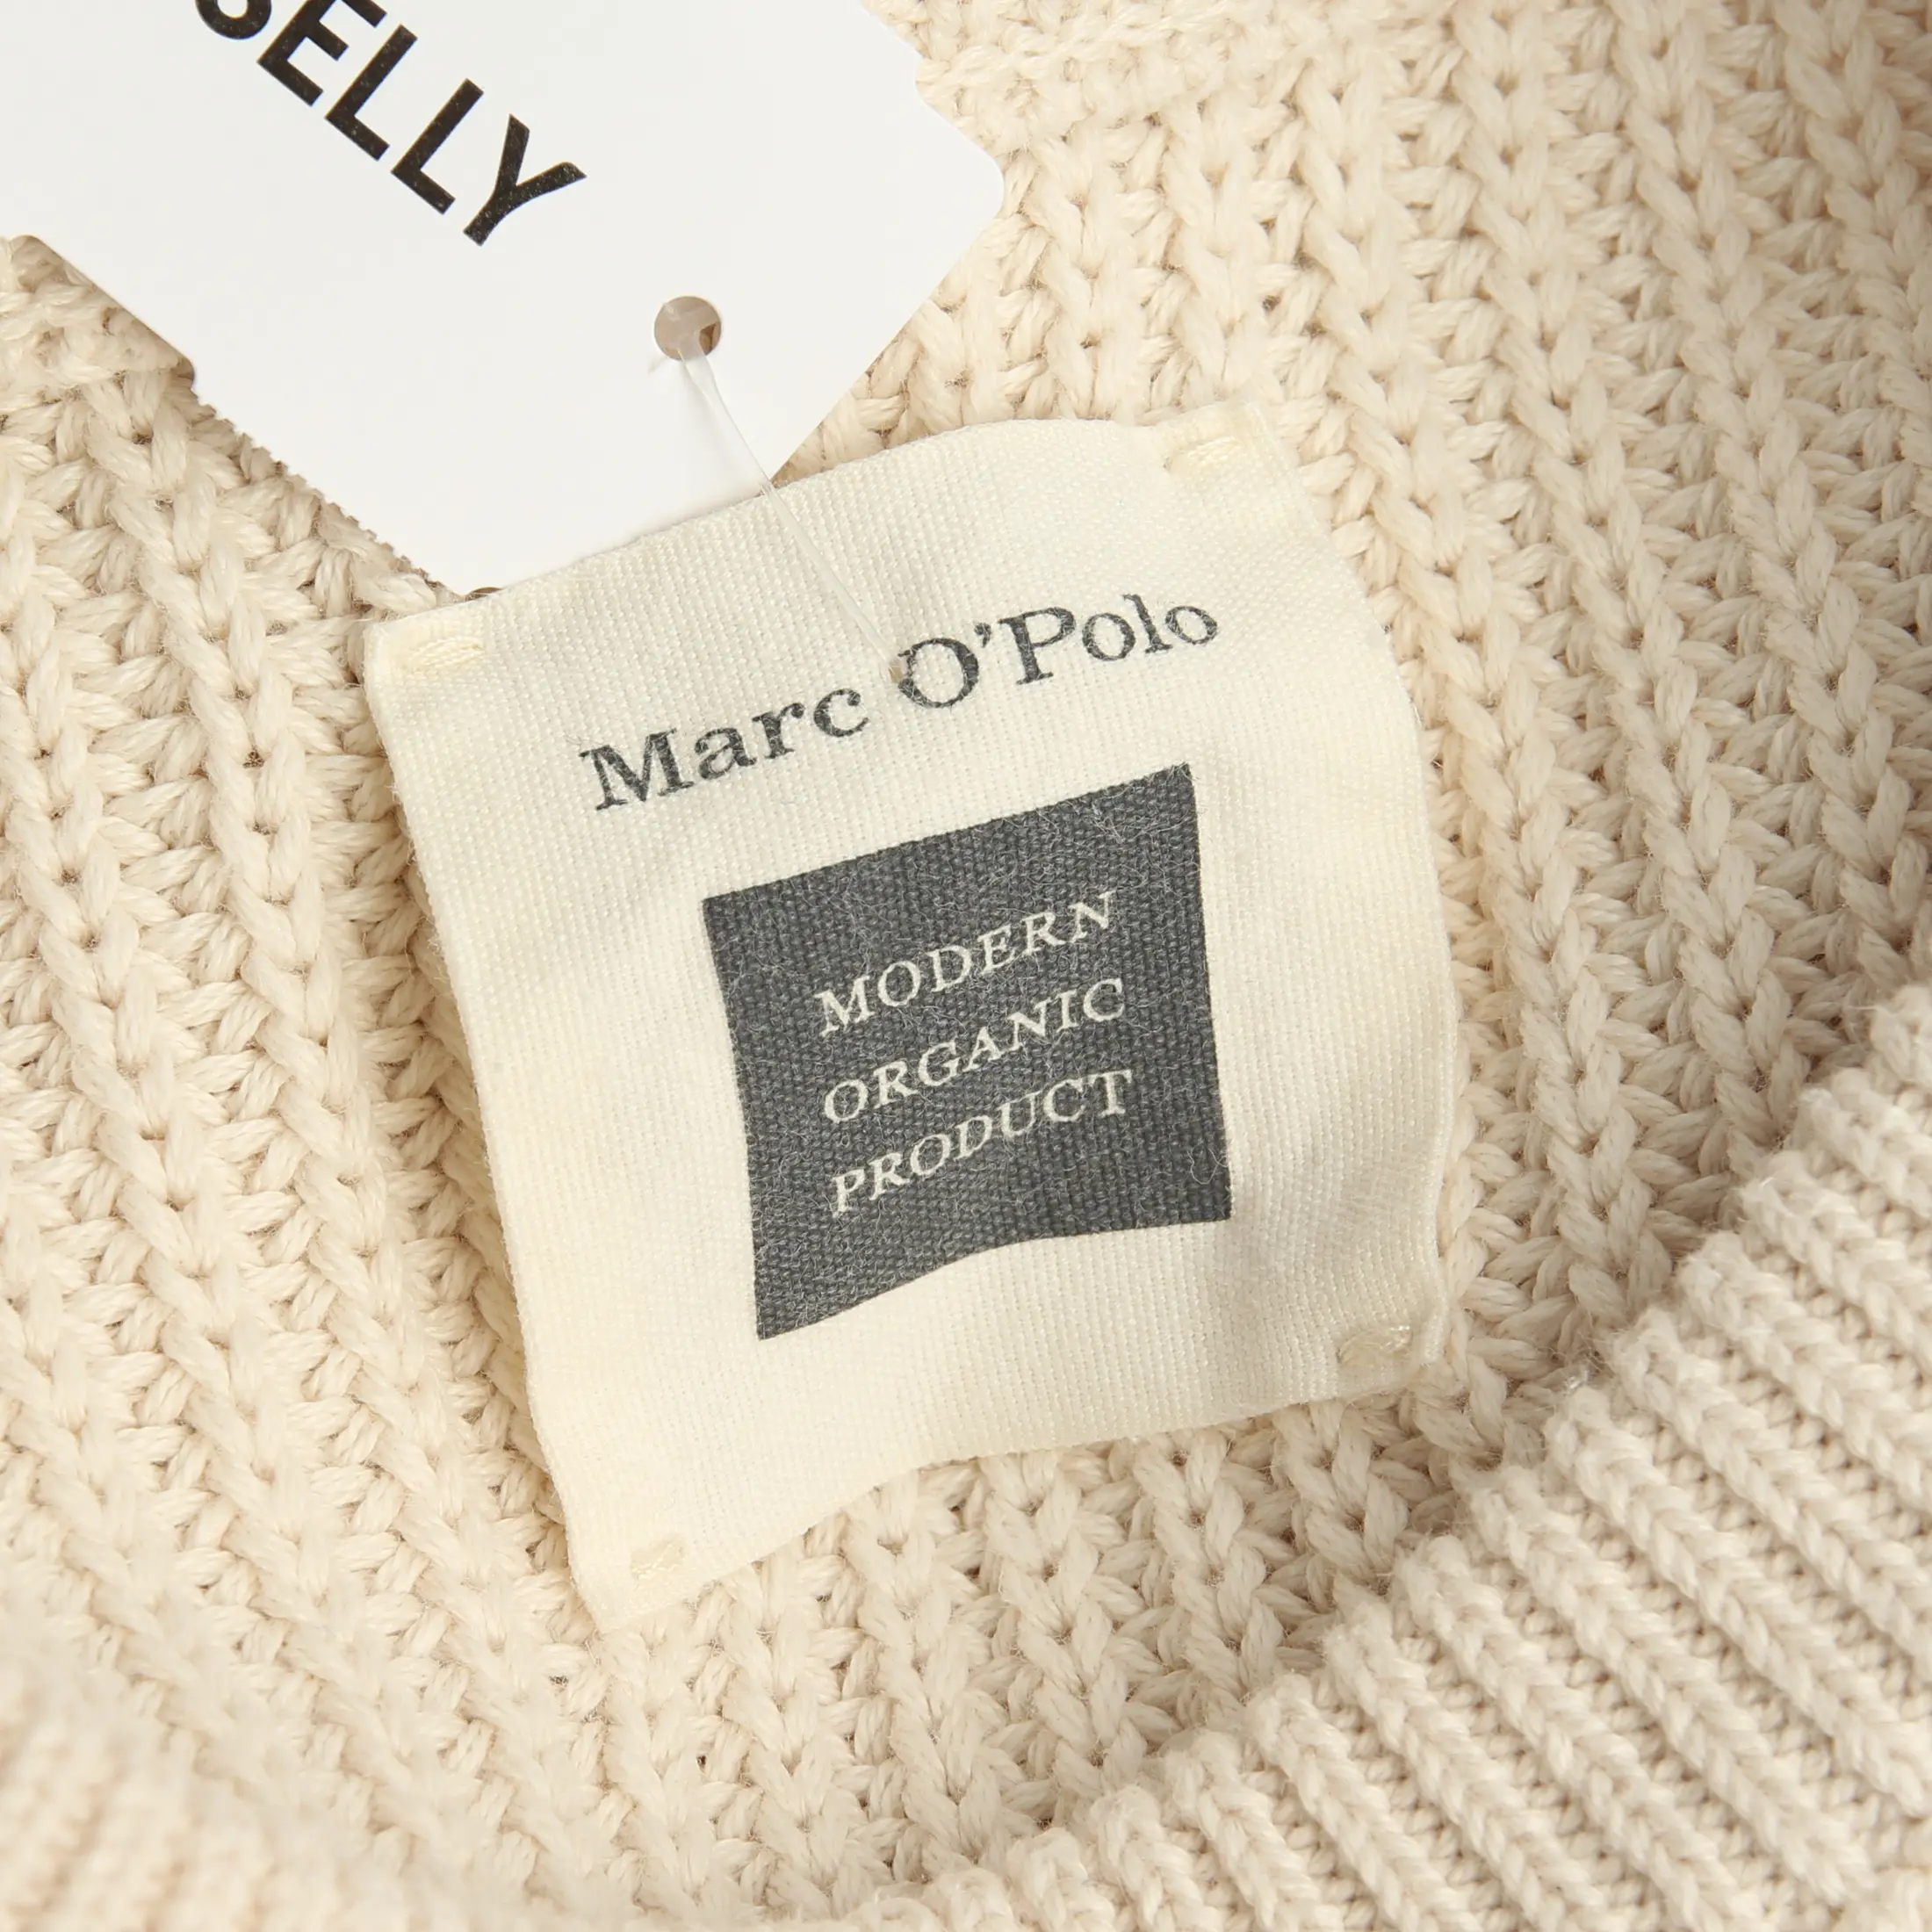 SELLY
Marc O'Polo
MODERN
ORGANIC
PRODUCT